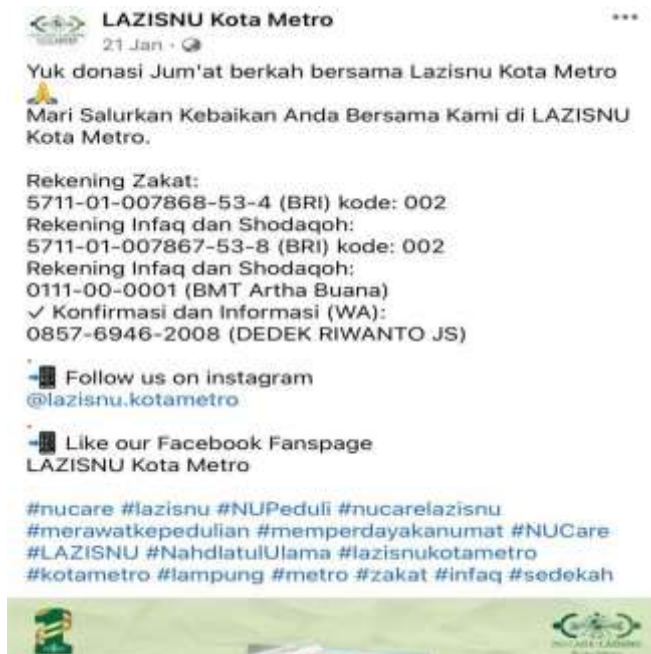 LAZISNU Kota Metro
21 Jan
Yuk donasi Jum'at berkah bersama Lazisnu Kota Metro
🙏
Mari Salurkan Kebaikan Anda Bersama Kami di LAZISNU
Kota Metro.
Rekening Zakat:
5711-01-007868-53-4 (BRI) kode: 002
Rekening Infaq dan Shodaqoh:
5711-01-007867-53-8 (BRI) kode: 002
Rekening Infaq dan Shodaqoh:
0111-00-0001 (BMT Artha Buana)
✓ Konfirmasi dan Informasi (WA):
0857-6946-2008 (DEDEK RIWANTO JS)
.
📲 Follow us on instagram
@lazisnu.kotametro
.
📲 Like our Facebook Fanspage
LAZISNU Kota Metro
#nucare #lazisnu #NUPeduli #nucarelazisnu
#merawatkepedulian #memperdayakanumat #NUCare
#LAZISNU #NahdlatulUlama #lazisnukotametro
#kotametro #lampung #metro #zakat #infaq #sedekah